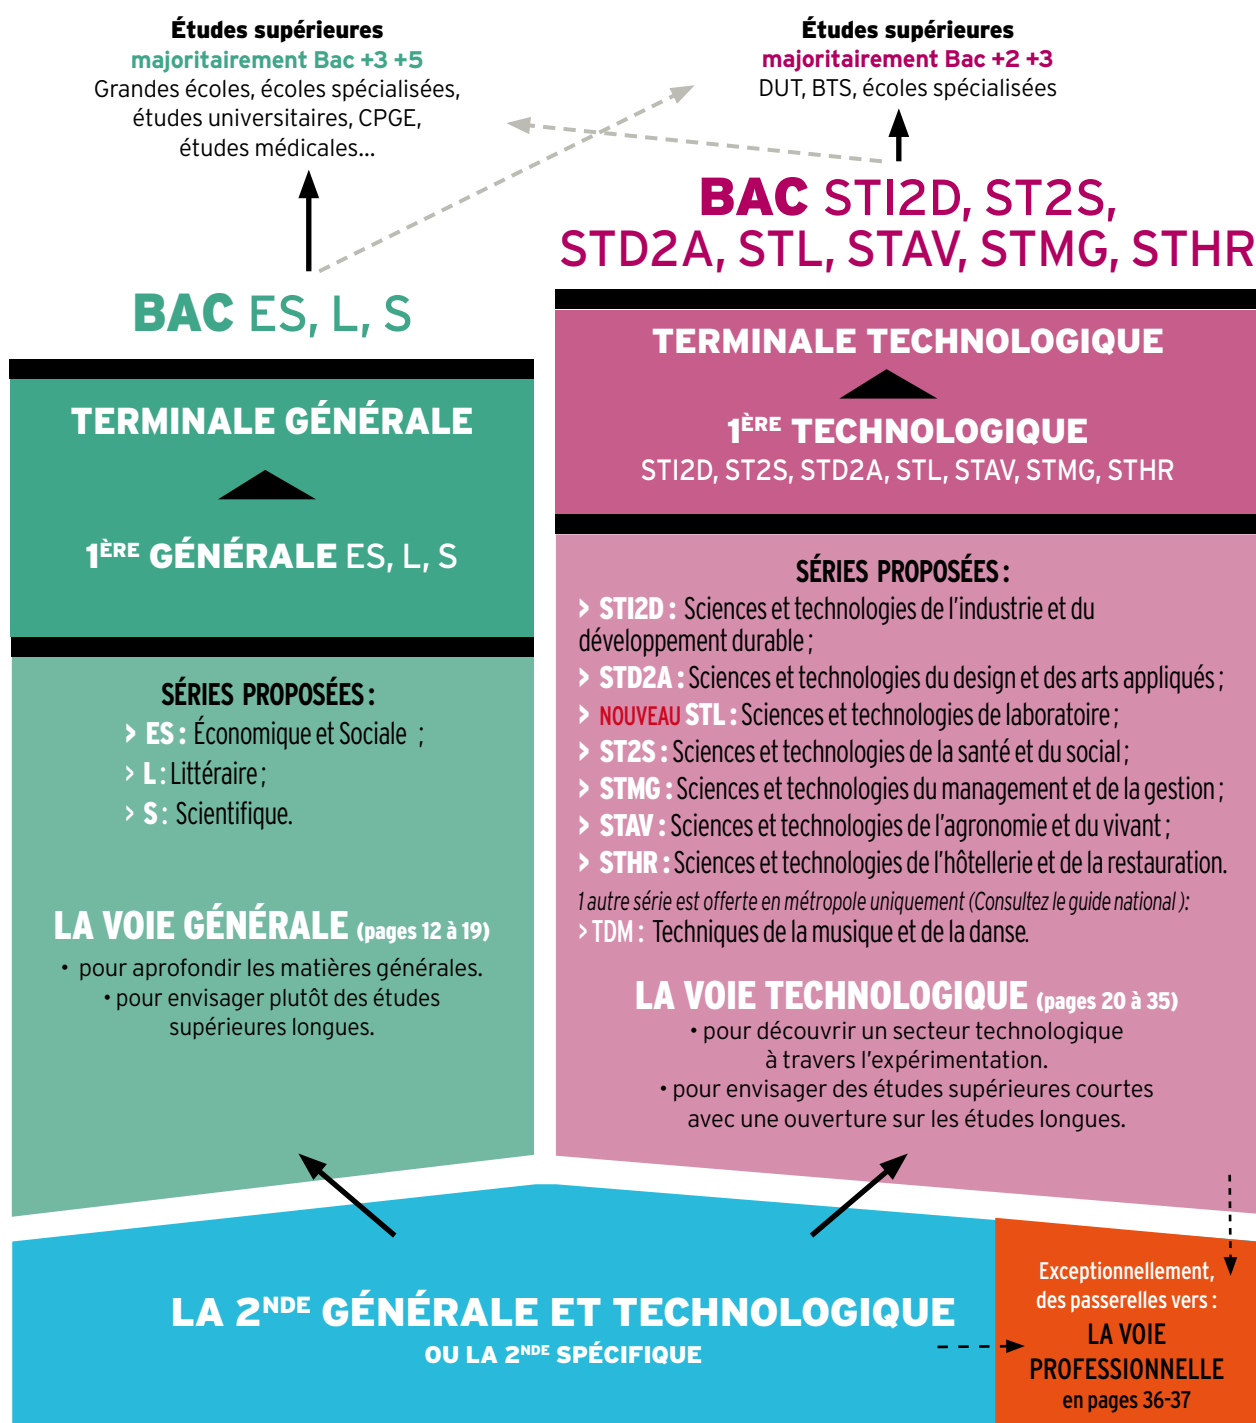 Études supérieures
majoritairement Bac +3 +5
Grandes écoles, écoles spécialisées,
études universitaires, CPGE,
études médicales...
Études supérieures
majoritairement Bac +2 +3
DUT, BTS, écoles spécialisées
BAC ES, L, S
TERMINALE GÉNÉRALE
1ÈRE GÉNÉRALE ES, L, S
SÉRIES PROPOSÉES :
> ES : Économique et Sociale ;
> L : Littéraire ;
> S : Scientifique.
LA VOIE GÉNÉRALE (pages 12 à 19)
• pour aprofondir les matières générales.
• pour envisager plutôt des études
supérieures longues.
BAC STI2D, ST2S,
STD2A, STL, STAV, STMG, STHR
TERMINALE TECHNOLOGIQUE
1ÈRE TECHNOLOGIQUE
STI2D, ST2S, STD2A, STL, STAV, STMG, STHR
SÉRIES PROPOSÉES :
> STI2D : Sciences et technologies de l'industrie et du
développement durable ;
> STD2A : Sciences et technologies du design et des arts appliqués ;
> NOUVEAU STL : Sciences et technologies de laboratoire ;
> ST2S : Sciences et technologies de la santé et du social ;
> STMG : Sciences et technologies du management et de la gestion ;
> STAV : Sciences et technologies de l'agronomie et du vivant ;
> STHR : Sciences et technologies de l'hôtellerie et de la restauration.
1 autre série est offerte en métropole uniquement (Consultez le guide national ):
> TDM : Techniques de la musique et de la danse.
LA VOIE TECHNOLOGIQUE (pages 20 à 35)
• pour découvrir un secteur technologique
à travers l'expérimentation.
• pour envisager des études supérieures courtes
avec une ouverture sur les études longues.
LA 2NDE GÉNÉRALE ET TECHNOLOGIQUE
OU LA 2NDE SPÉCIFIQUE
Exceptionnellement,
des passerelles vers :
LA VOIE
PROFESSIONNELLE
en pages 36-37